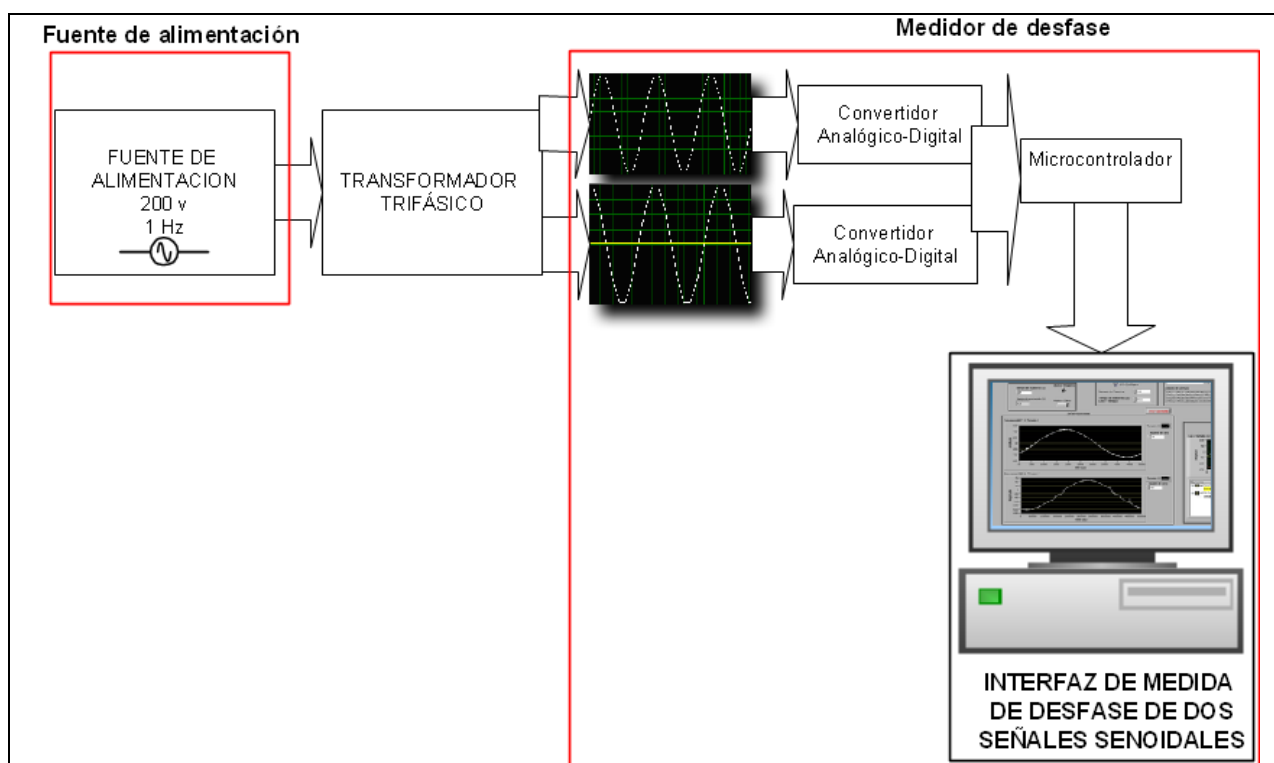 Fuente de alimentación
Medidor de desfase
FUENTE DE
ALIMENTACION
200 v
1 Hz
TRANSFORMADOR
TRIFÁSICO
Convertidor
Analógico-Digital
Convertidor
Analógico-Digital
Microcontrolador
INTERFAZ DE MEDIDA
DE DESFASE DE DOS
SEÑALES SENOIDALES